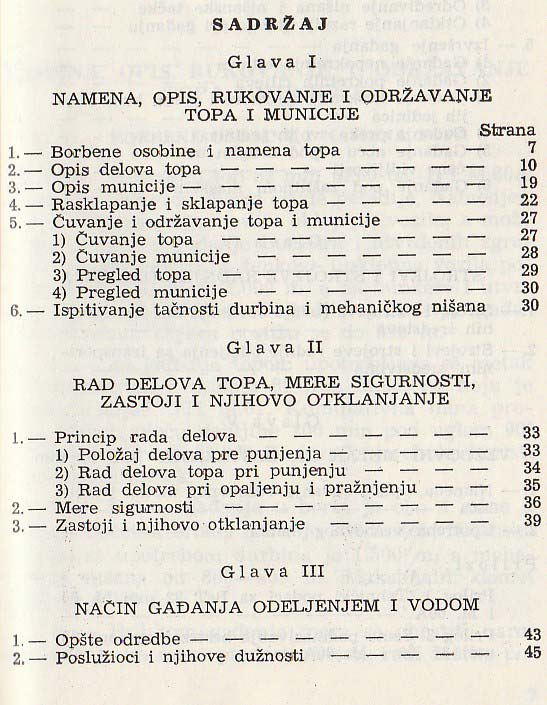 SADRŽAJ
Glava I
NAMENA, OPIS, RUKOVANJE I ODRŽAVANJE
TOPA I MUNICIJE
Strana
1. — Borbene osobine i namena topa — — — — 7
2. — Opis delova topa — — — — — — — — 10
3. — Opis municije — — — — — — — — — 19
4. — Rasklapanje i sklapanje topa — — — — — 22
5. — Čuvanje i održavanje topa i municije — — — 27
1) Čuvanje topa — — — — — — — — 27
2) Čuvanje municije — — — — — — — 28
3) Pregled topa — — — — — — — — 29
4) Pregled municije — — — — — — — 30
6. — Ispitivanje tačnosti durbina i mehaničkog nišana 30
Glava II
RAD DELOVA TOPA, MERE SIGURNOSTI,
ZASTOJI I NJIHOVO OTKLANJANJE
1. — Princip rada delova — — — — — — — 33
1) Položaj delova pre punjenja — — — — 33
2) Rad delova topa pri punjenju — — — — 34
3) Rad delova pri opaljenju i pražnjenju — — 35
2. — Mere sigurnosti — — — — — — — — 36
3. — Zastoji i njihovo otklanjanje — — — — — 39
Glava III
NAČIN GAĐANJA ODELJENJEM I VODOM
1. — Opšte odredbe — — — — — — — — — 43
2. — Poslužioci i njihove dužnosti — — — — — 45